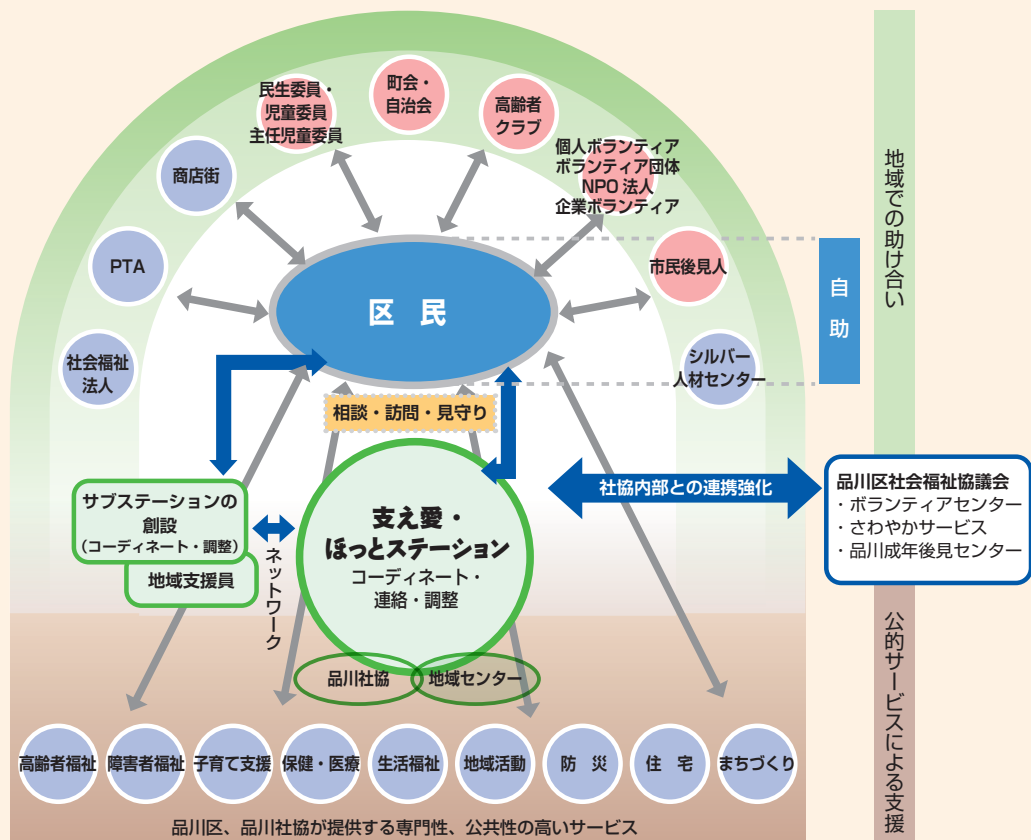 民生委員・
児童委員
主任児童委員
町会・
自治会
高齢者
クラブ
個人ボランティア
ボランティア団体
NPO 法人
企業ボランティア
商店街
PTA
市民後見人
社会福祉
法人
シルバー
人材センター
区 民
自助
地域での助け合い
相談・訪問・見守り
サブステーションの
創設
(コーディネート・調整)
地域支援員
ネットワーク
支え愛・
ほっとステーション
コーディネート・
連絡・調整
品川社協
地域センター
社協内部との連携強化
品川区社会福祉協議会
・ボランティアセンター
・さわやかサービス
・品川成年後見センター
公的サービスによる支援
高齢者福祉
障害者福祉
子育て支援
保健・医療
生活福祉
地域活動
防 災
住 宅
まちづくり
品川区、品川社協が提供する専門性、公共性の高いサービス